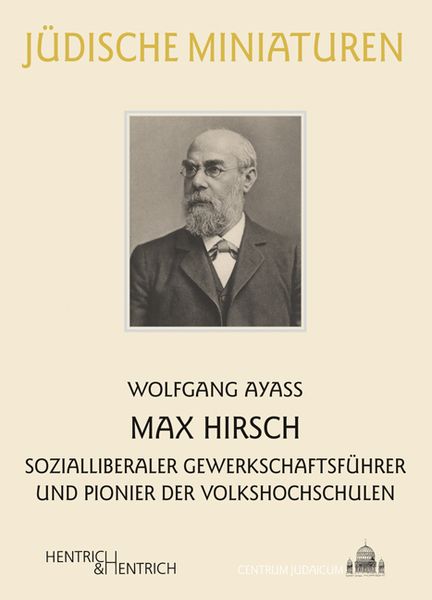 JÜDISCHE MINIATUREN
WOLFGANG AYASS
MAX HIRSCH
SOZIALLIBERALER GEWERKSCHAFTSFÜHRER
UND PIONIER DER VOLKSHOCHSCHULEN
HENTRICH
&HENTRICH
CENTRUM JUDAICUM